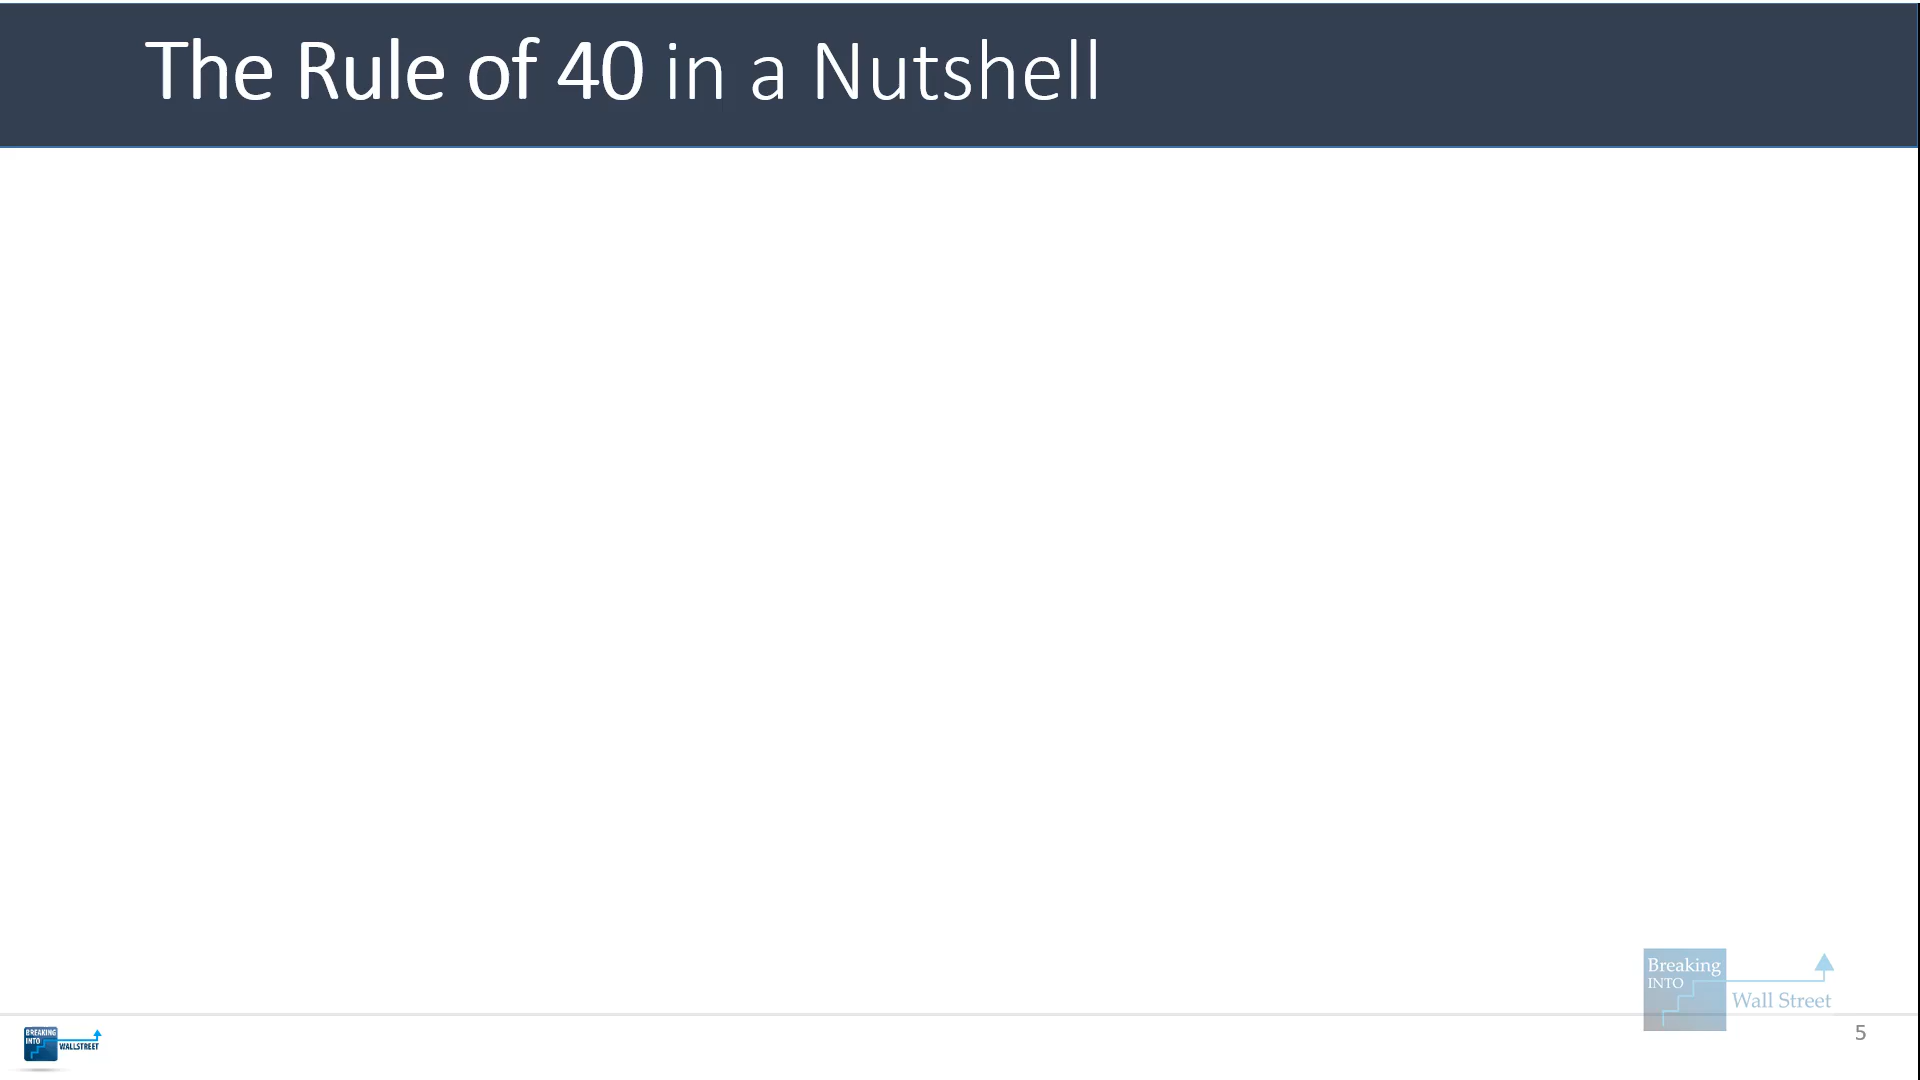 The Rule of 40 in a Nutshell
Breaking
INTO
Wall Street
BREAKING
INTO
WALLSTREET
5